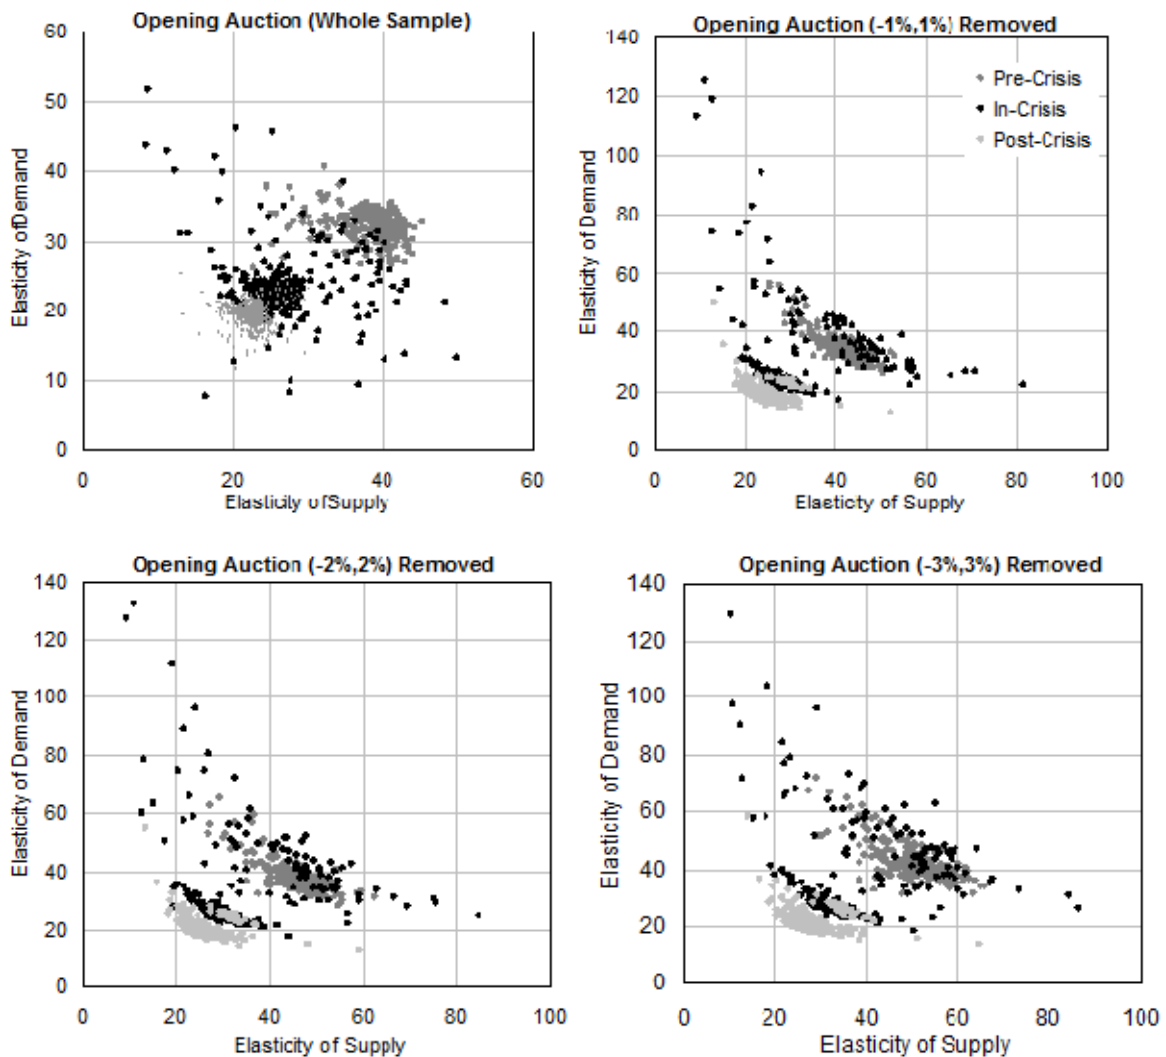 Opening Auction (Whole Sample)
60
50
40
30
20
10
0
Elasticity of Demand
0 20 40 60
Elasticity of Supply
Opening Auction (-1%,1%) Removed
140
120
100
80
60
40
20
0
Elasticity of Demand
Pre-Crisis
In-Crisis
Post-Crisis
0 20 40 60 80 100
Elasticity of Supply
Opening Auction (-2%,2%) Removed
140
120
100
80
60
40
20
0
Elasticity of Demand
0 20 40 60 80 100
Elasticity of Supply
Opening Auction (-3%,3%) Removed
140
120
100
80
60
40
20
0
Elasticity of Demand
0 20 40 60 80 100
Elasticity of Supply